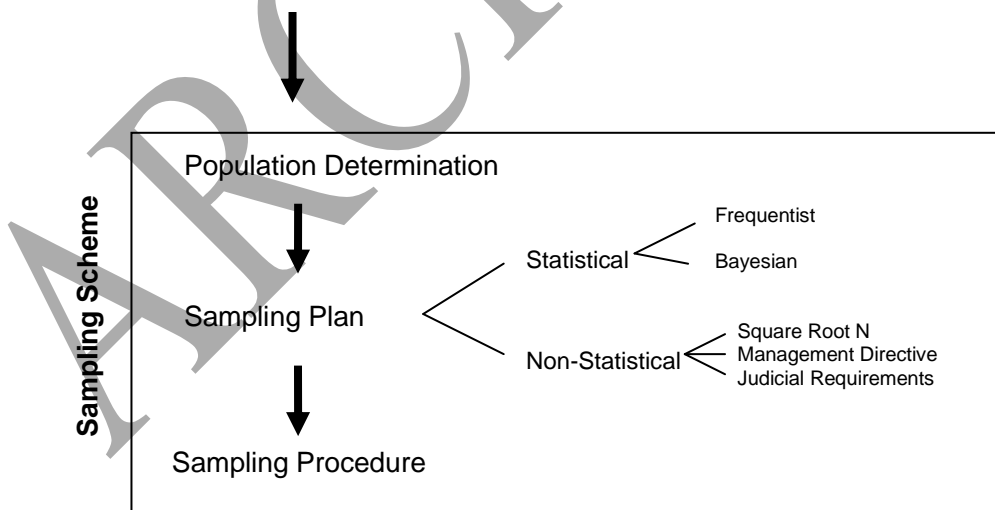 Population Determination
Sampling Scheme
Frequentist
Statistical
Bayesian
Sampling Plan
Square Root N
Non-Statistical
Management Directive
Judicial Requirements
Sampling Procedure
ARC